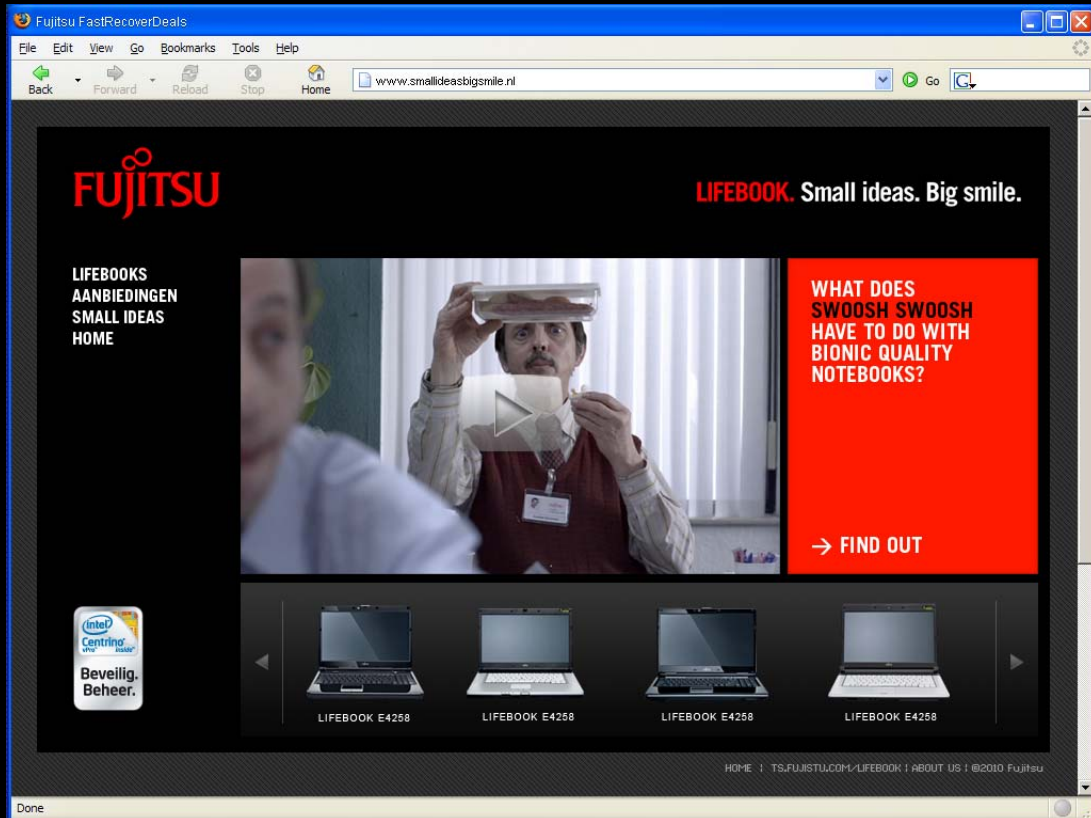 Fujitsu FastRecoverDeals
File Edit View Go Bookmarks Tools Help
Back Forward Reload Stop Home www.smallideasbigsmile.nl Go G
FUJITSU
LIFEBOOK. Small ideas. Big smile.
LIFEBOOKS
AANBIEDINGEN
SMALL IDEAS
HOME
WHAT DOES
SWOOSH SWOOSH
HAVE TO DO WITH
BIONIC QUALITY
NOTEBOOKS?
→ FIND OUT
intel
Centrino
vPro inside
Beveilig.
Beheer.
LIFEBOOK E4258 LIFEBOOK E4258 LIFEBOOK E4258 LIFEBOOK E4258
HOME | TS.FUJISTU.COM/LIFEBOOK | ABOUT US | ©2010 Fujitsu
Done